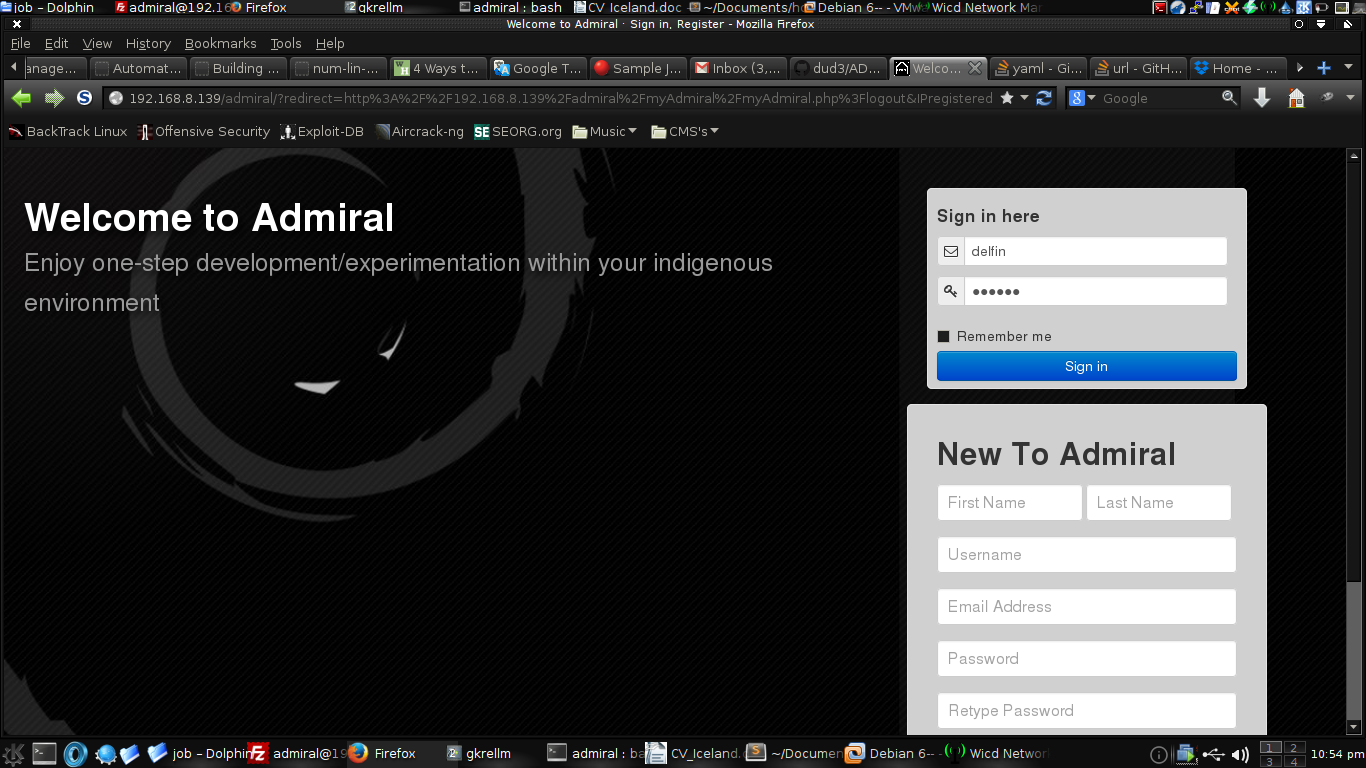 job – Dolphin admiral@192.16 Firefox gkrellm admiral : bash CV_Iceland.doc ~/Documents/ho Debian 6-- - VMw Wicd Network Man
Welcome to Admiral · Sign in, Register - Mozilla Firefox
File Edit View History Bookmarks Tools Help
anage... Automat... Building ... num-lin-... 4 Ways t... Google T... Sample J... Inbox (3,... dud3/AD... Welco... yaml - Gi... url - GitH... Home - ...
192.168.8.139/admiral/?redirect=http%3A%2F%2F192.168.8.139%2Fadmiral%2FmyAdmiral%2FmyAdmiral.php%3Flogout&IPregistered Google
BackTrack Linux Offensive Security Exploit-DB Aircrack-ng SE SEORG.org Music CMS's
Welcome to Admiral
Enjoy one-step development/experimentation within your indigenous
environment
Sign in here
delfin
Remember me
Sign in
New To Admiral
First Name Last Name
Username
Email Address
Password
Retype Password
job – Dolphin admiral@19 Firefox gkrellm admiral : ba CV_Iceland. ~/Documen Debian 6-- Wicd Networ 1 2 3 4 10:54 pm